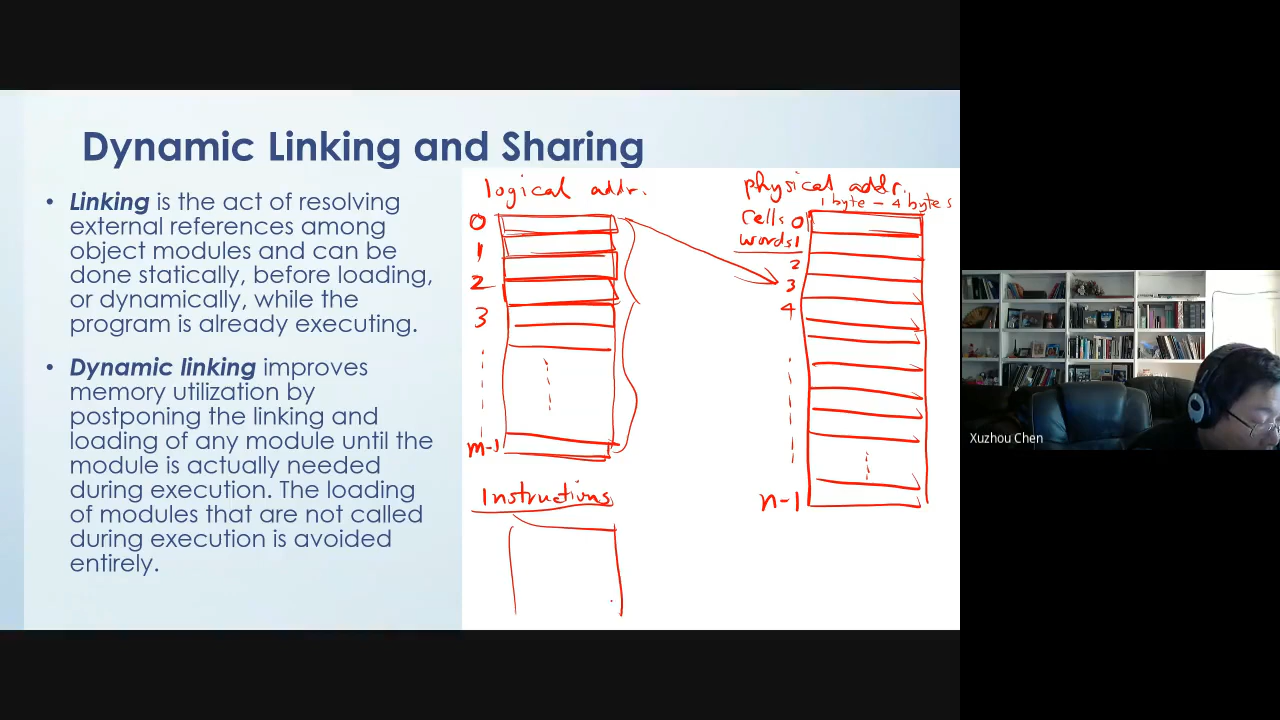 Dynamic Linking and Sharing
• Linking is the act of resolving
external references among
object modules and can be
done statically, before loading,
or dynamically, while the
program is already executing.
• Dynamic linking improves
memory utilization by
postponing the linking and
loading of any module until the
module is actually needed
during execution. The loading
of modules that are not called
during execution is avoided
entirely.
logical addr.
0
1
2
3
m-1
Instructions
physical addr.
1 byte - 4 bytes
cells 0
words 1
2
3
4
n-1
Xuzhou Chen